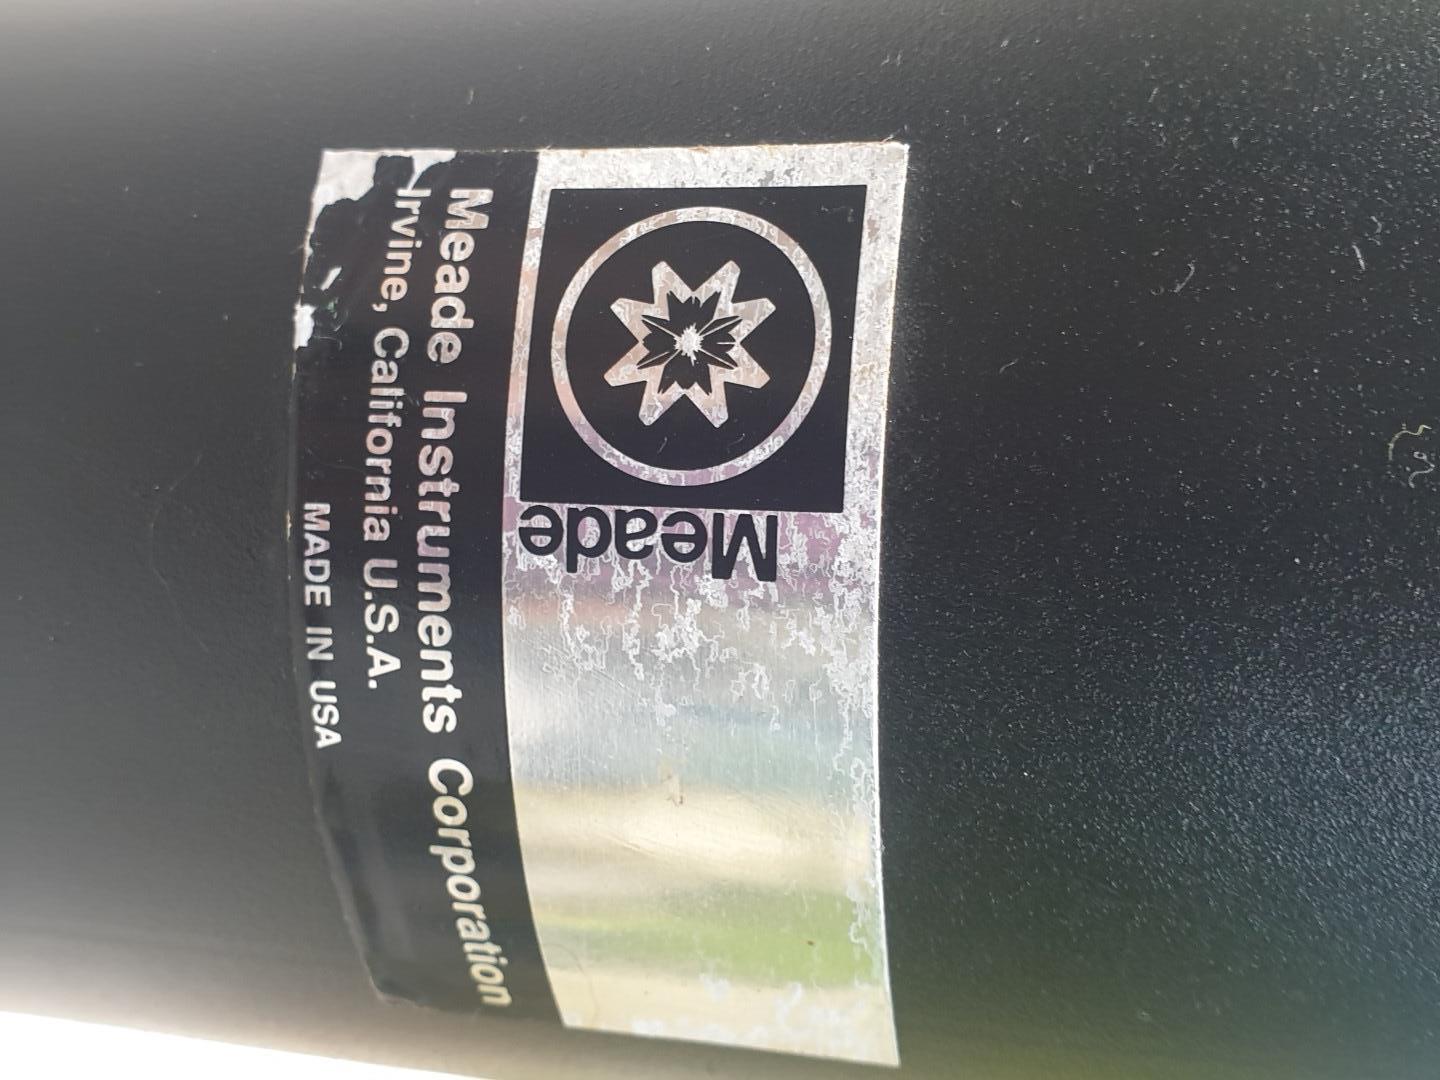 Meade
Meade Instruments Corporation
Irvine, California U.S.A.
MADE IN USA